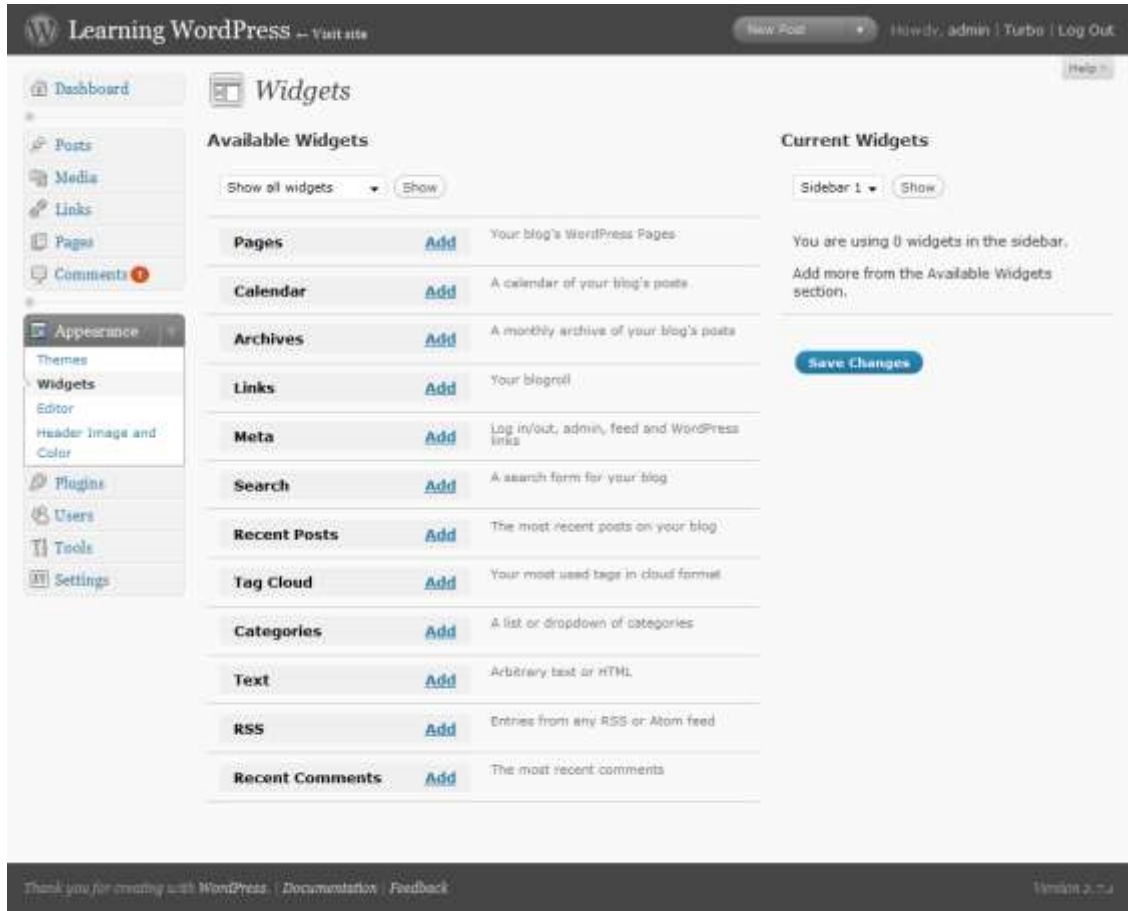 Learning WordPress ← Visit site
New Post
Howdy, admin | Turbo | Log Out
Help
Dashboard
Widgets
Posts
Media
Links
Pages
Comments 1
Appearance
Themes
Widgets
Editor
Header Image and
Color
Plugins
Users
Tools
Settings
Available Widgets
Show all widgets Show
Pages Add Your blog's WordPress Pages
Calendar Add A calendar of your blog's posts
Archives Add A monthly archive of your blog's posts
Links Add Your blogroll
Meta Add Log in/out, admin, feed and WordPress
links
Search Add A search form for your blog
Recent Posts Add The most recent posts on your blog
Tag Cloud Add Your most used tags in cloud format
Categories Add A list or dropdown of categories
Text Add Arbitrary text or HTML
RSS Add Entries from any RSS or Atom feed
Recent Comments Add The most recent comments
Current Widgets
Sidebar 1 Show
You are using 0 widgets in the sidebar.
Add more from the Available Widgets
section.
Save Changes
Thank you for creating with WordPress. | Documentation | Feedback
Version 2.7.1